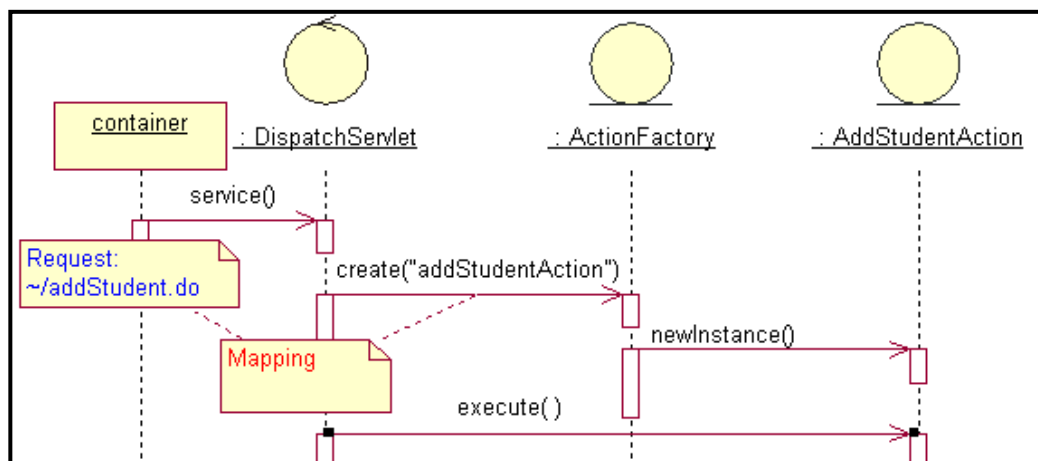 container
: DispatchServlet
: ActionFactory
: AddStudentAction
service()
Request:
~/addStudent.do
create("addStudentAction")
Mapping
newInstance()
execute( )